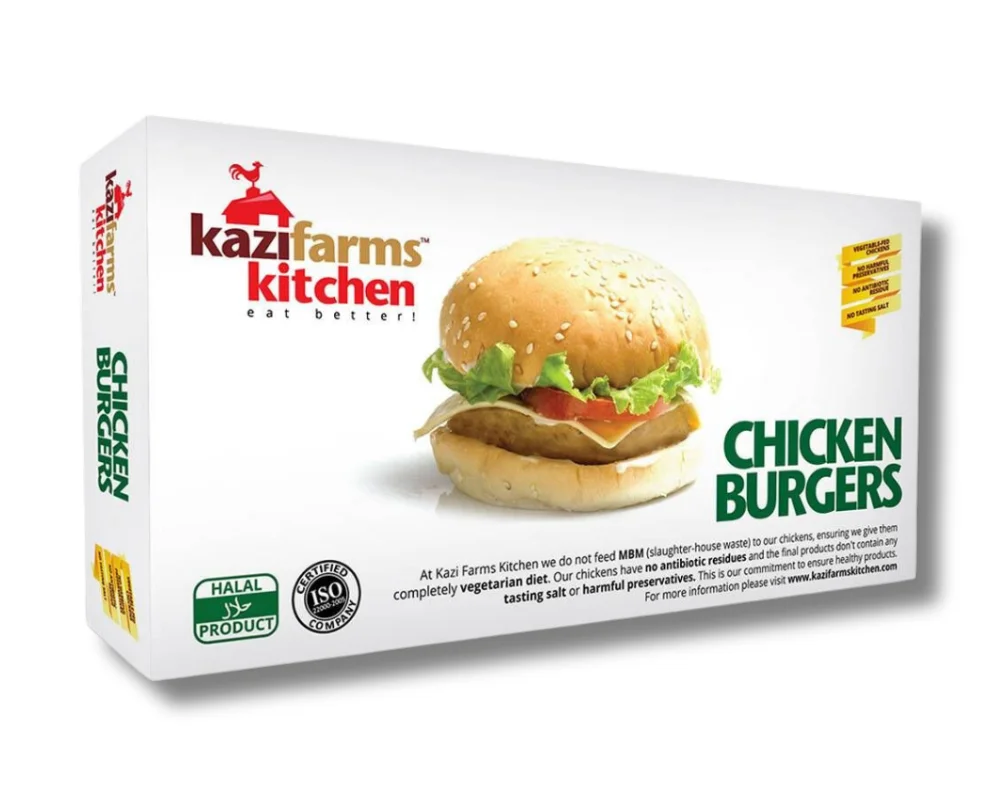 kazifarms™
kitchen
eat better!
VEGETABLE-FED
CHICKENS
NO HARMFUL
PRESERVATIVES
NO ANTIBIOTIC
RESIDUE
NO TASTING SALT
CHICKEN
BURGERS
At Kazi Farms Kitchen we do not feed MBM (slaughter-house waste) to our chickens, ensuring we give them
completely vegetarian diet. Our chickens have no antibiotic residues and the final products don't contain any
tasting salt or harmful preservatives. This is our commitment to ensure healthy products.
For more information please visit www.kazifarmskitchen.com
HALAL
حلال
PRODUCT
CERTIFIED
ISO
22000-2005
COMPANY
kazifarms
kitchen
CHICKEN
BURGERS